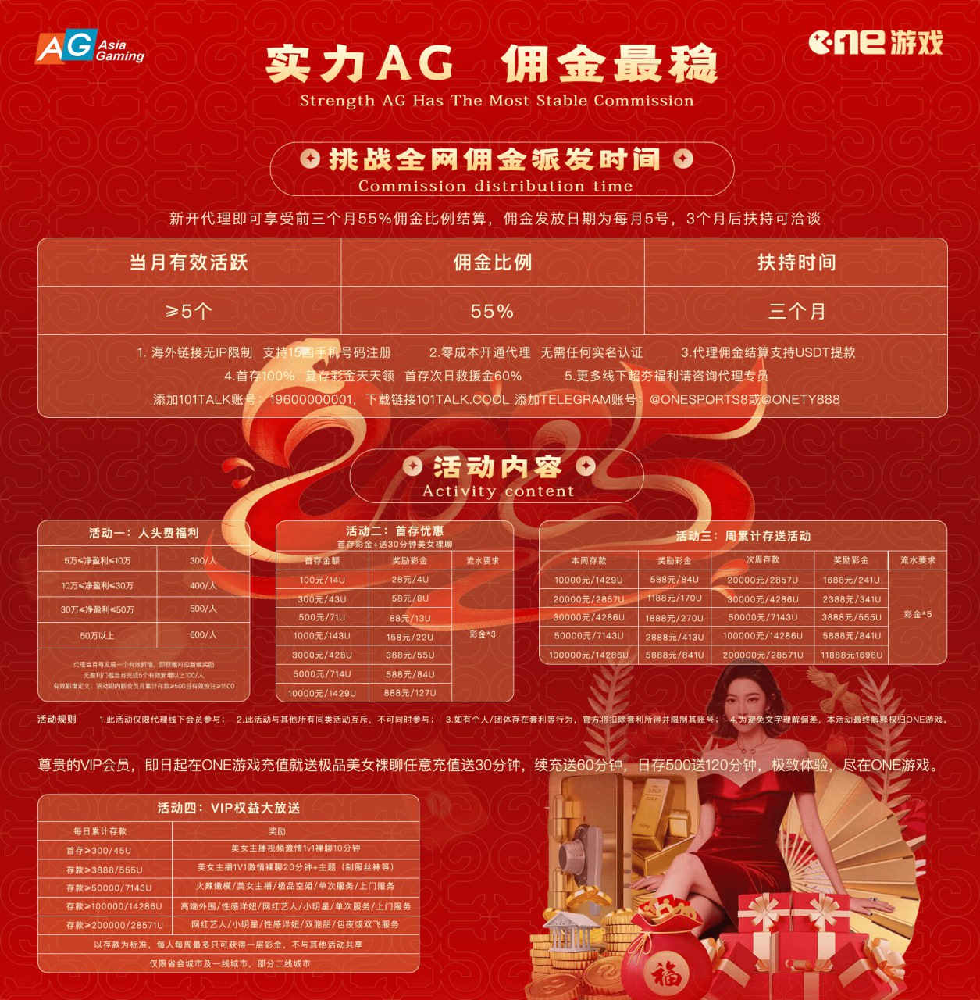 AG Asia Gaming
ONE游戏
实力AG 佣金最稳
Strength AG Has The Most Stable Commission
挑战全网佣金派发时间
Commission distribution time
新开代理即可享受前三个月55%佣金比例结算，佣金发放日期为每月5号，3个月后扶持可洽谈
当月有效活跃 佣金比例 扶持时间
≥5个 55% 三个月
1. 海外链接无IP限制 支持15国手机号码注册 2.零成本开通代理 无需任何实名认证 3.代理佣金结算支持USDT提款
4.首存100% 复存彩金天天领 首存次日救援金60% 5.更多线下超夯福利请咨询代理专员
添加101TALK账号：19600000001，下载链接101TALK.COOL 添加TELEGRAM账号：@ONESPORTS8或@ONETY888
活动内容
Activity content
活动一：人头费福利
5万≤净盈利≤10万 300/人
10万≤净盈利≤30万 400/人
30万≤净盈利≤50万 500/人
50万以上 600/人
代理当月每发展一个有效新增，即获赠对应新增奖励
无盈利门槛当月完成5个有效新增以上100/人
有效新增定义：活动期内新会员月累计存款≥500且有效投注≥1500
活动二：首存优惠
首存彩金+送30分钟美女裸聊
首存金额 奖励彩金 流水要求
100元/14U 28元/4U
300元/43U 58元/8U
500元/71U 88元/13U
1000元/143U 158元/22U
彩金*3
3000元/428U 388元/55U
5000元/714U 588元/84U
10000元/1429U 888元/127U
活动三：周累计存送活动
本周存款 奖励彩金 次周存款 奖励彩金 流水要求
10000元/1429U 588元/84U 20000元/2857U 1688元/241U
20000元/2857U 1188元/170U 30000元/4286U 2388元/341U
30000元/4286U 1888元/270U 50000元/7143U 3888元/555U
彩金*5
50000元/7143U 2888元/413U 100000元/14286U 5888元/841U
100000元/14286U 5888元/841U 200000元/28571U 11888元1698U
活动规则 1.此活动仅限代理线下会员参与； 2.此活动与其他所有同类活动互斥，不可同时参与； 3.如有个人/团体存在套利等行为，官方将扣除套利所得并限制其账号； 4.为避免文字理解偏差，本活动最终解释权归ONE游戏。
尊贵的VIP会员，即日起在ONE游戏充值就送极品美女裸聊任意充值送30分钟，续充送60分钟，日存500送120分钟，极致体验，尽在ONE游戏。
活动四：VIP权益大放送
每日累计存款 奖励
首存≥300/45U 美女主播视频激情1v1裸聊10分钟
存款≥3888/555U 美女主播1V1激情裸聊20分钟+主题（制服丝袜等）
存款≥50000/7143U 火辣嫩模/美女主播/极品空姐/单次服务/上门服务
存款≥100000/14286U 高端外围/性感洋妞/网红艺人/小明星/单次服务/上门服务
存款≥200000/28571U 网红艺人/小明星/性感洋妞/双胞胎/包夜或双飞服务
以存款为标准，每人每周最多只可获得一层彩金，不与其他活动共享
仅限省会城市及一线城市，部分二线城市
GOLD
BANK
福